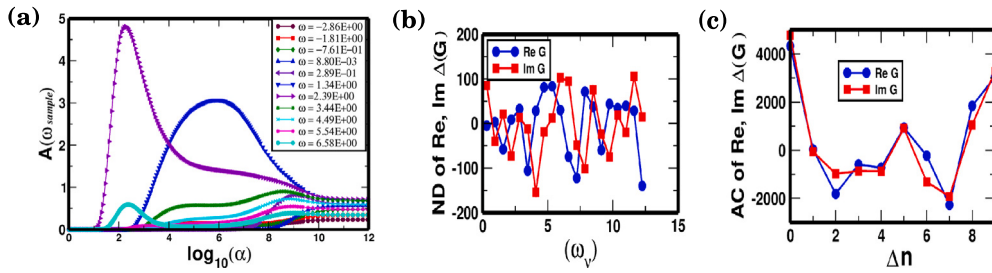 (a)
A(ω sample)
5
4
3
2
1
0
0 2 4 6 8 10 12
log10(α)
ω = −2.86E+00
ω = −1.81E+00
ω = −7.61E−01
ω = 8.80E−03
ω = 2.89E−01
ω = 1.34E+00
ω =2.39E+00
ω = 3.44E+00
ω = 4.49E+00
ω = 5.54E+00
ω = 6.58E+00
(b)
ND of Re, Im Δ(G)
200
100
0
-100
-200
0 5 10 15
(ων)
Re G
Im G
(c)
AC of Re, Im Δ(G)
4000
2000
0
-2000
0 2 4 6 8
Δn
Re G
Im G